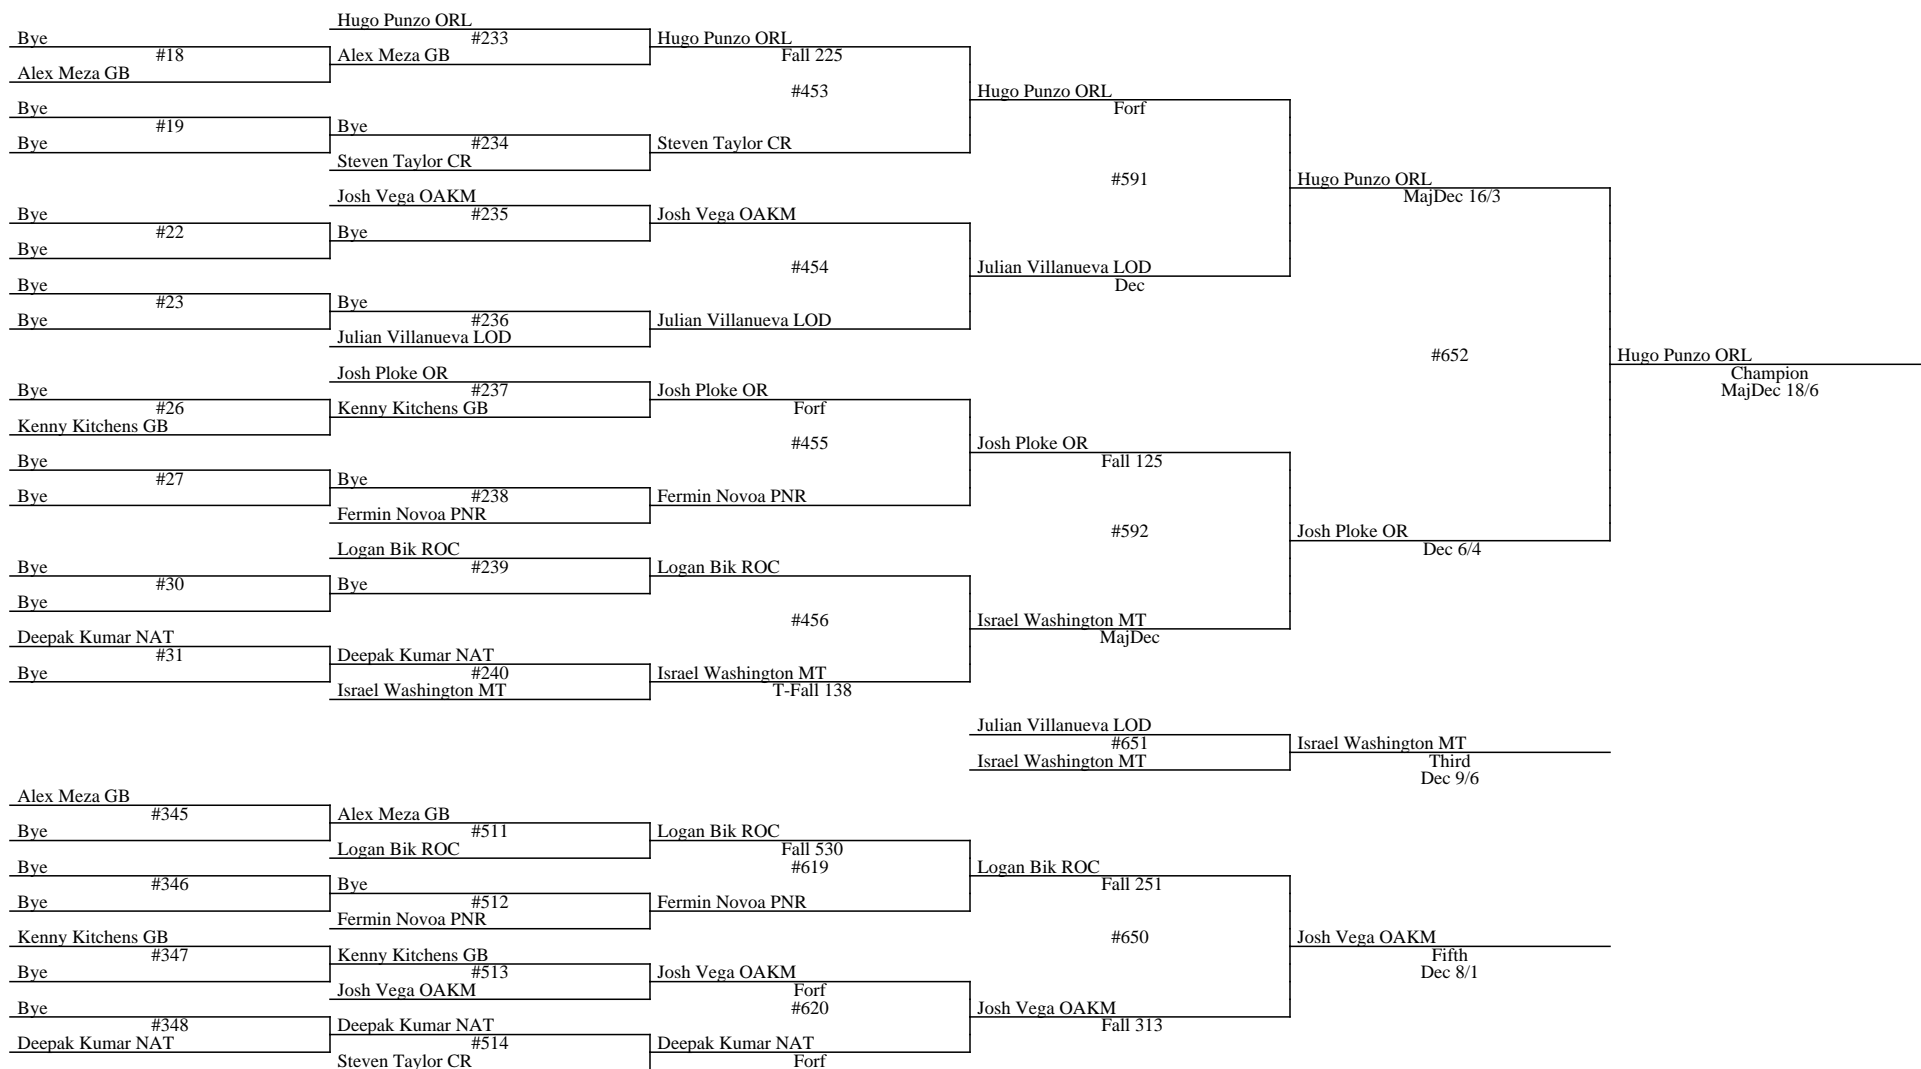 Hugo Punzo ORL
Bye
#233
Hugo Punzo ORL
#18
Alex Meza GB
Fall 225
Alex Meza GB
#453
Hugo Punzo ORL
Bye
Forf
#19
Bye
Bye
#234
Steven Taylor CR
Steven Taylor CR
#591
Hugo Punzo ORL
Josh Vega OAKM
MajDec 16/3
Bye
#235
Josh Vega OAKM
#22
Bye
Bye
#454
Julian Villanueva LOD
Bye
Dec
#23
Bye
Bye
#236
Julian Villanueva LOD
Julian Villanueva LOD
#652
Hugo Punzo ORL
Josh Ploke OR
Champion
Bye
#237
Josh Ploke OR
MajDec 18/6
#26
Kenny Kitchens GB
Forf
Kenny Kitchens GB
#455
Josh Ploke OR
Bye
Fall 125
#27
Bye
Bye
#238
Fermin Novoa PNR
Fermin Novoa PNR
#592
Josh Ploke OR
Logan Bik ROC
Dec 6/4
Bye
#239
Logan Bik ROC
#30
Bye
Bye
#456
Israel Washington MT
Deepak Kumar NAT
MajDec
#31
Deepak Kumar NAT
Bye
#240
Israel Washington MT
Israel Washington MT
T-Fall 138
Julian Villanueva LOD
#651
Israel Washington MT
Israel Washington MT
Third
Dec 9/6
Alex Meza GB
#345
Alex Meza GB
Bye
#511
Logan Bik ROC
Logan Bik ROC
Fall 530
Bye
#619
Logan Bik ROC
#346
Bye
Fall 251
Bye
#512
Fermin Novoa PNR
Fermin Novoa PNR
Kenny Kitchens GB
#650
Josh Vega OAKM
#347
Kenny Kitchens GB
Fifth
Bye
#513
Josh Vega OAKM
Dec 8/1
Josh Vega OAKM
Forf
Bye
#620
Josh Vega OAKM
#348
Deepak Kumar NAT
Fall 313
Deepak Kumar NAT
#514
Deepak Kumar NAT
Steven Taylor CR
Forf